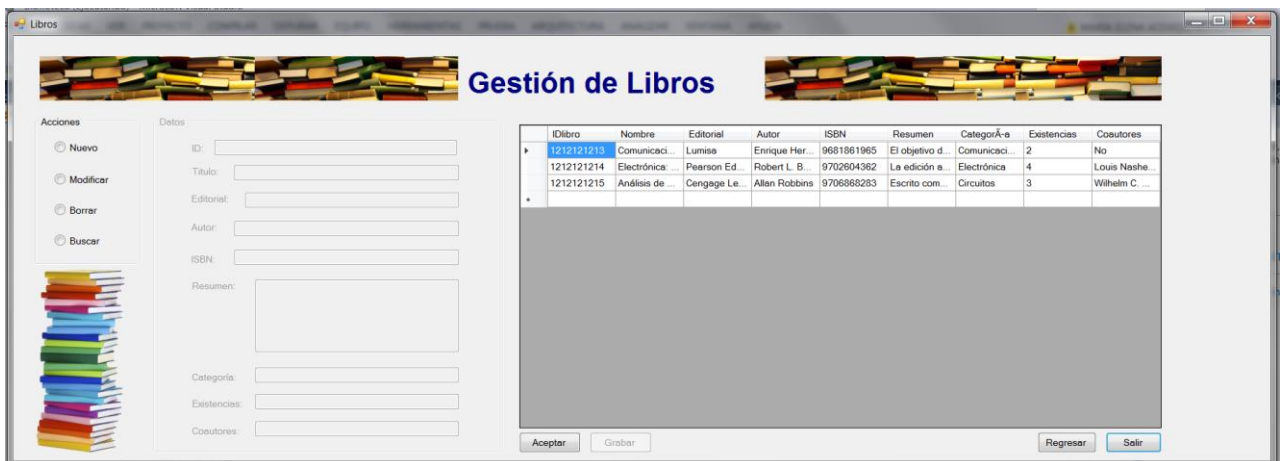 Libros
Gestión de Libros
Acciones
Nuevo
Modificar
Borrar
Buscar
Datos
ID:
Titulo:
Editorial:
Autor:
ISBN:
Resumen:
Categoría:
Existencias:
Coautores:
IDlibro Nombre Editorial Autor ISBN Resumen CategorÃ-a Existencias Coautores
1212121213 Comunicaci... Lumisa Enrique Her... 9681861965 El objetivo d... Comunicaci... 2 No
1212121214 Electrónica: ... Pearson Ed... Robert L. B... 9702604362 La edición a... Electrónica 4 Louis Nashe...
1212121215 Análisis de ... Cengage Le... Allan Robbins 9706868283 Escrito com... Circuitos 3 Wilhelm C. ...
Aceptar Grabar Regresar Salir